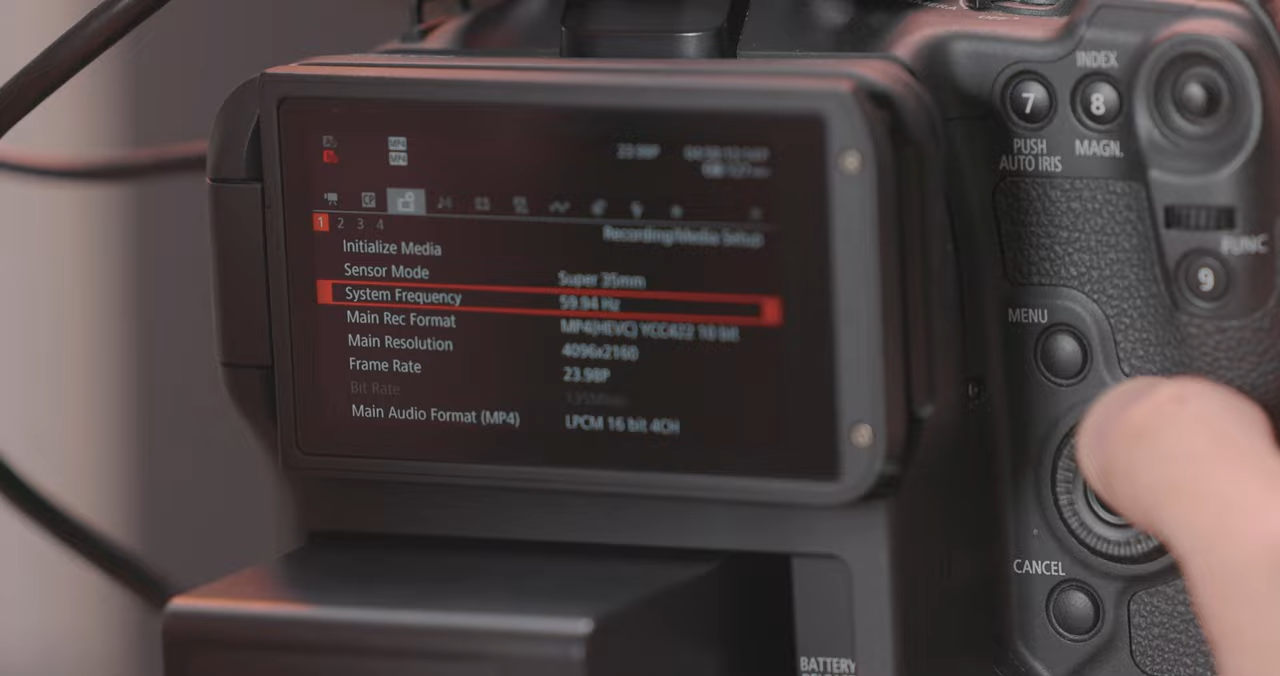 MP4
MP4
23.98P
CP
1 2 3 4
Recording/Media Setup
Initialize Media
Sensor Mode Super 35mm
System Frequency 59.94 Hz
Main Rec Format MP4(HEVC) YCC422 10 bit
Main Resolution 4096x2160
Frame Rate 23.98P
Bit Rate
Main Audio Format (MP4) LPCM 16 bit 4CH
INDEX
7 8
PUSH AUTO IRIS
MAGN.
FUNC
9
MENU
CANCEL
BATTERY